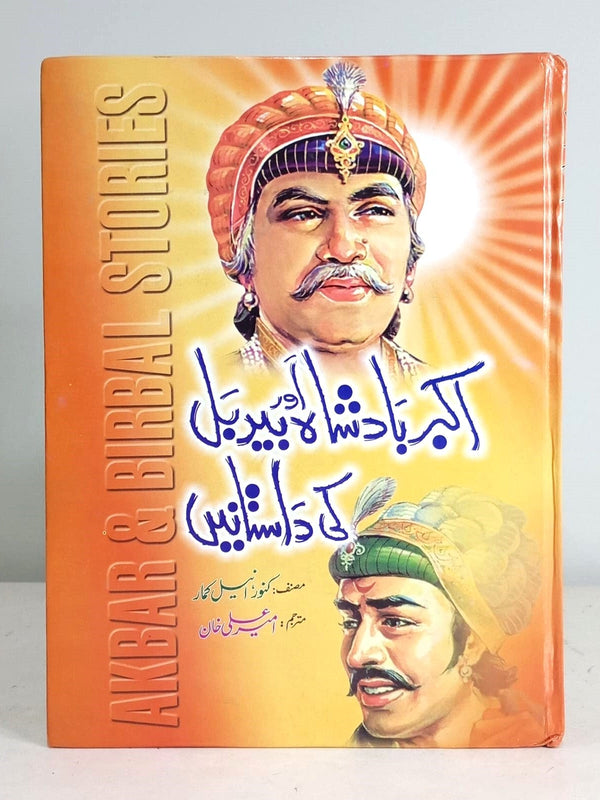 AKBAR & BIRBAL STORIES
اکبر بادشاہ اور بیربل
کی داستانیں
مصنف: کنور انیل کمار
مترجم: امیر علی خان